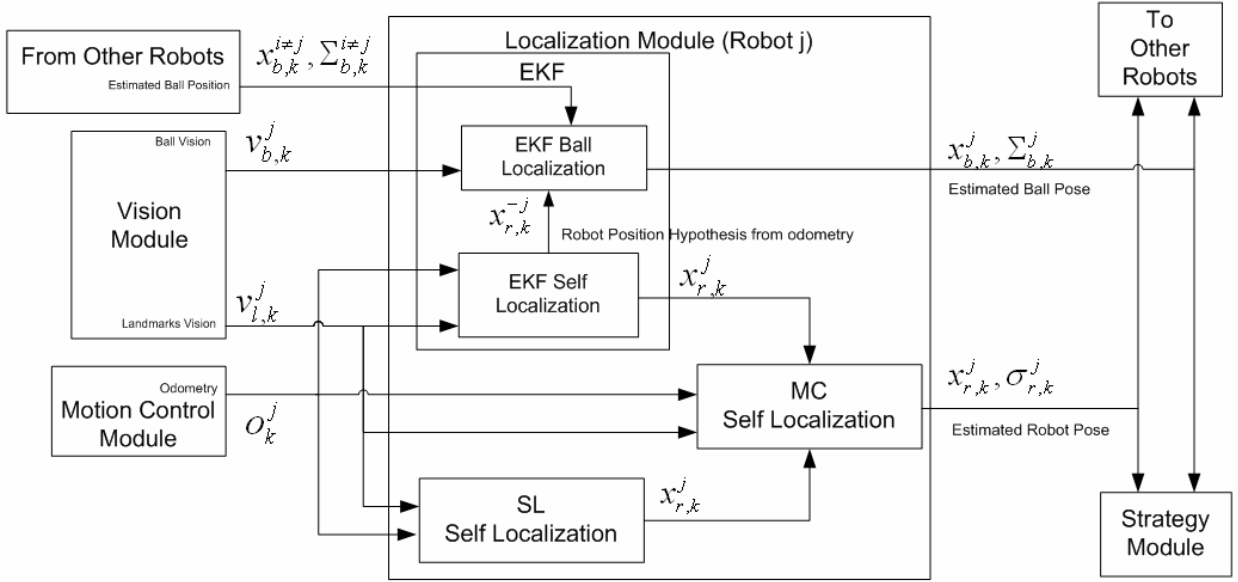 From Other Robots
Estimated Ball Position
x_{b,k}^{i≠j}, Σ_{b,k}^{i≠j}
Localization Module (Robot j)
EKF
To
Other
Robots
Ball Vision
v_{b,k}^{j}
EKF Ball
Localization
x_{b,k}^{j}, Σ_{b,k}^{j}
Estimated Ball Pose
Vision
Module
x_{r,k}^{-j}
Robot Position Hypothesis from odometry
EKF Self
Localization
x_{r,k}^{j}
Landmarks Vision
v_{l,k}^{j}
Odometry
Motion Control
Module
O_{k}^{j}
MC
Self Localization
x_{r,k}^{j}, σ_{r,k}^{j}
Estimated Robot Pose
SL
Self Localization
x_{r,k}^{j}
Strategy
Module